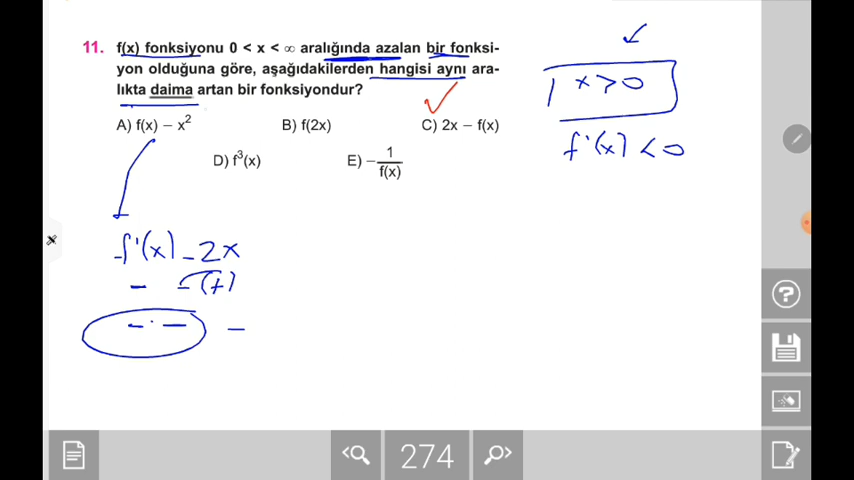 11. f(x) fonksiyonu 0 < x < ∞ aralığında azalan bir fonksi-
yon olduğuna göre, aşağıdakilerden hangisi aynı ara-
lıkta daima artan bir fonksiyondur?
A) f(x) − x² B) f(2x) C) 2x − f(x)
D) f³(x) E) −1/f(x)
x > 0
f'(x) < 0
f'(x) - 2x
- -(+)
- -  -
274